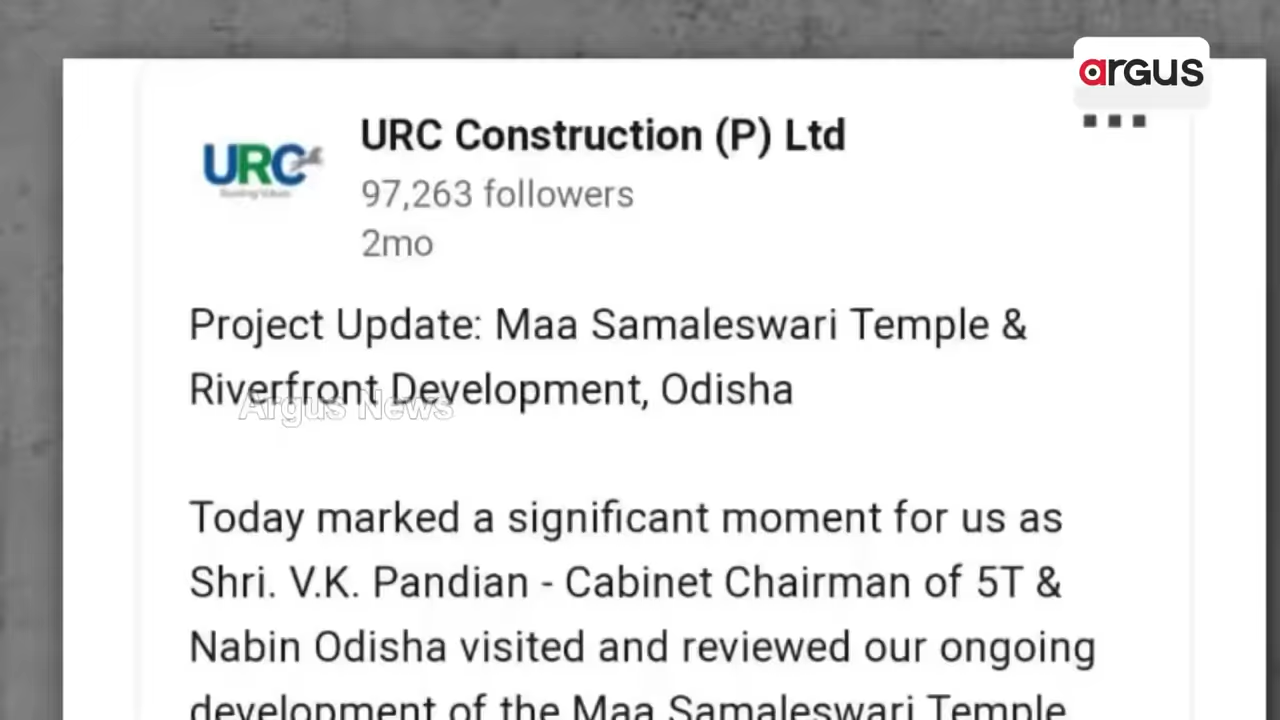 argus
URC
URC Construction (P) Ltd
97,263 followers
2mo
Project Update: Maa Samaleswari Temple &
Riverfront Development, Odisha
Argus News
Today marked a significant moment for us as
Shri. V.K. Pandian - Cabinet Chairman of 5T &
Nabin Odisha visited and reviewed our ongoing
development of the Maa Samaleswari Temple